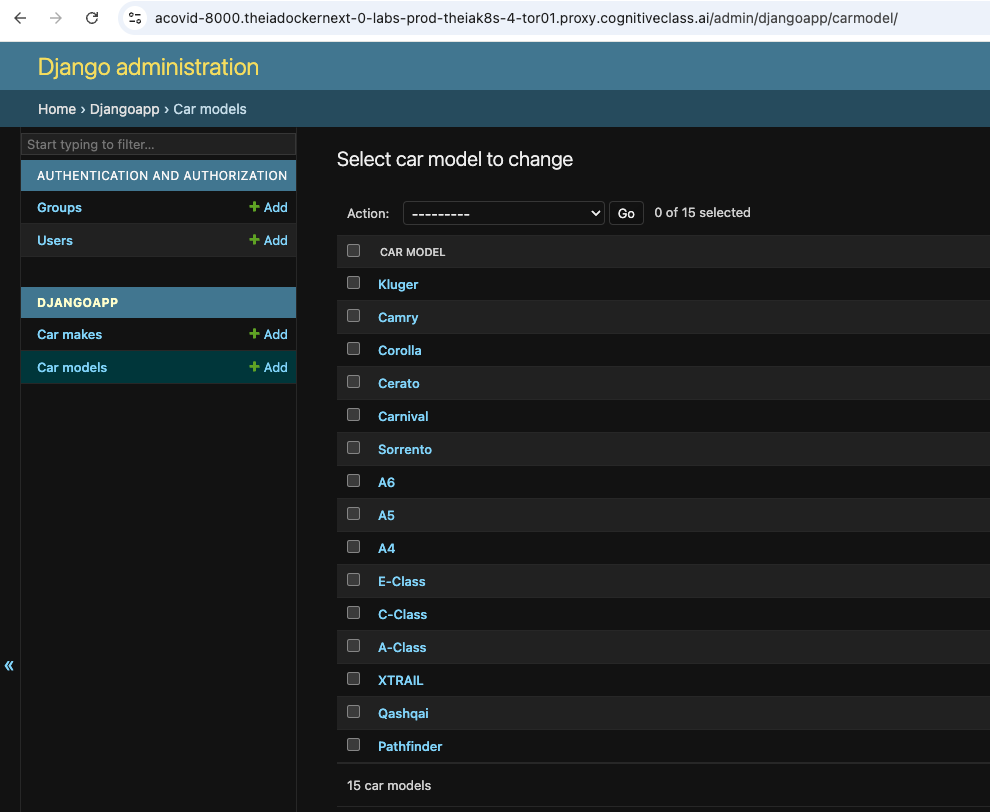 acovid-8000.theiadockernext-0-labs-prod-theiak8s-4-tor01.proxy.cognitiveclass.ai/admin/djangoapp/carmodel/
Django administration
Home › Djangoapp › Car models
Start typing to filter...
AUTHENTICATION AND AUTHORIZATION
Groups + Add
Users + Add
DJANGOAPP
Car makes + Add
Car models + Add
«
Select car model to change
Action: --------- Go 0 of 15 selected
CAR MODEL
Kluger
Camry
Corolla
Cerato
Carnival
Sorrento
A6
A5
A4
E-Class
C-Class
A-Class
XTRAIL
Qashqai
Pathfinder
15 car models